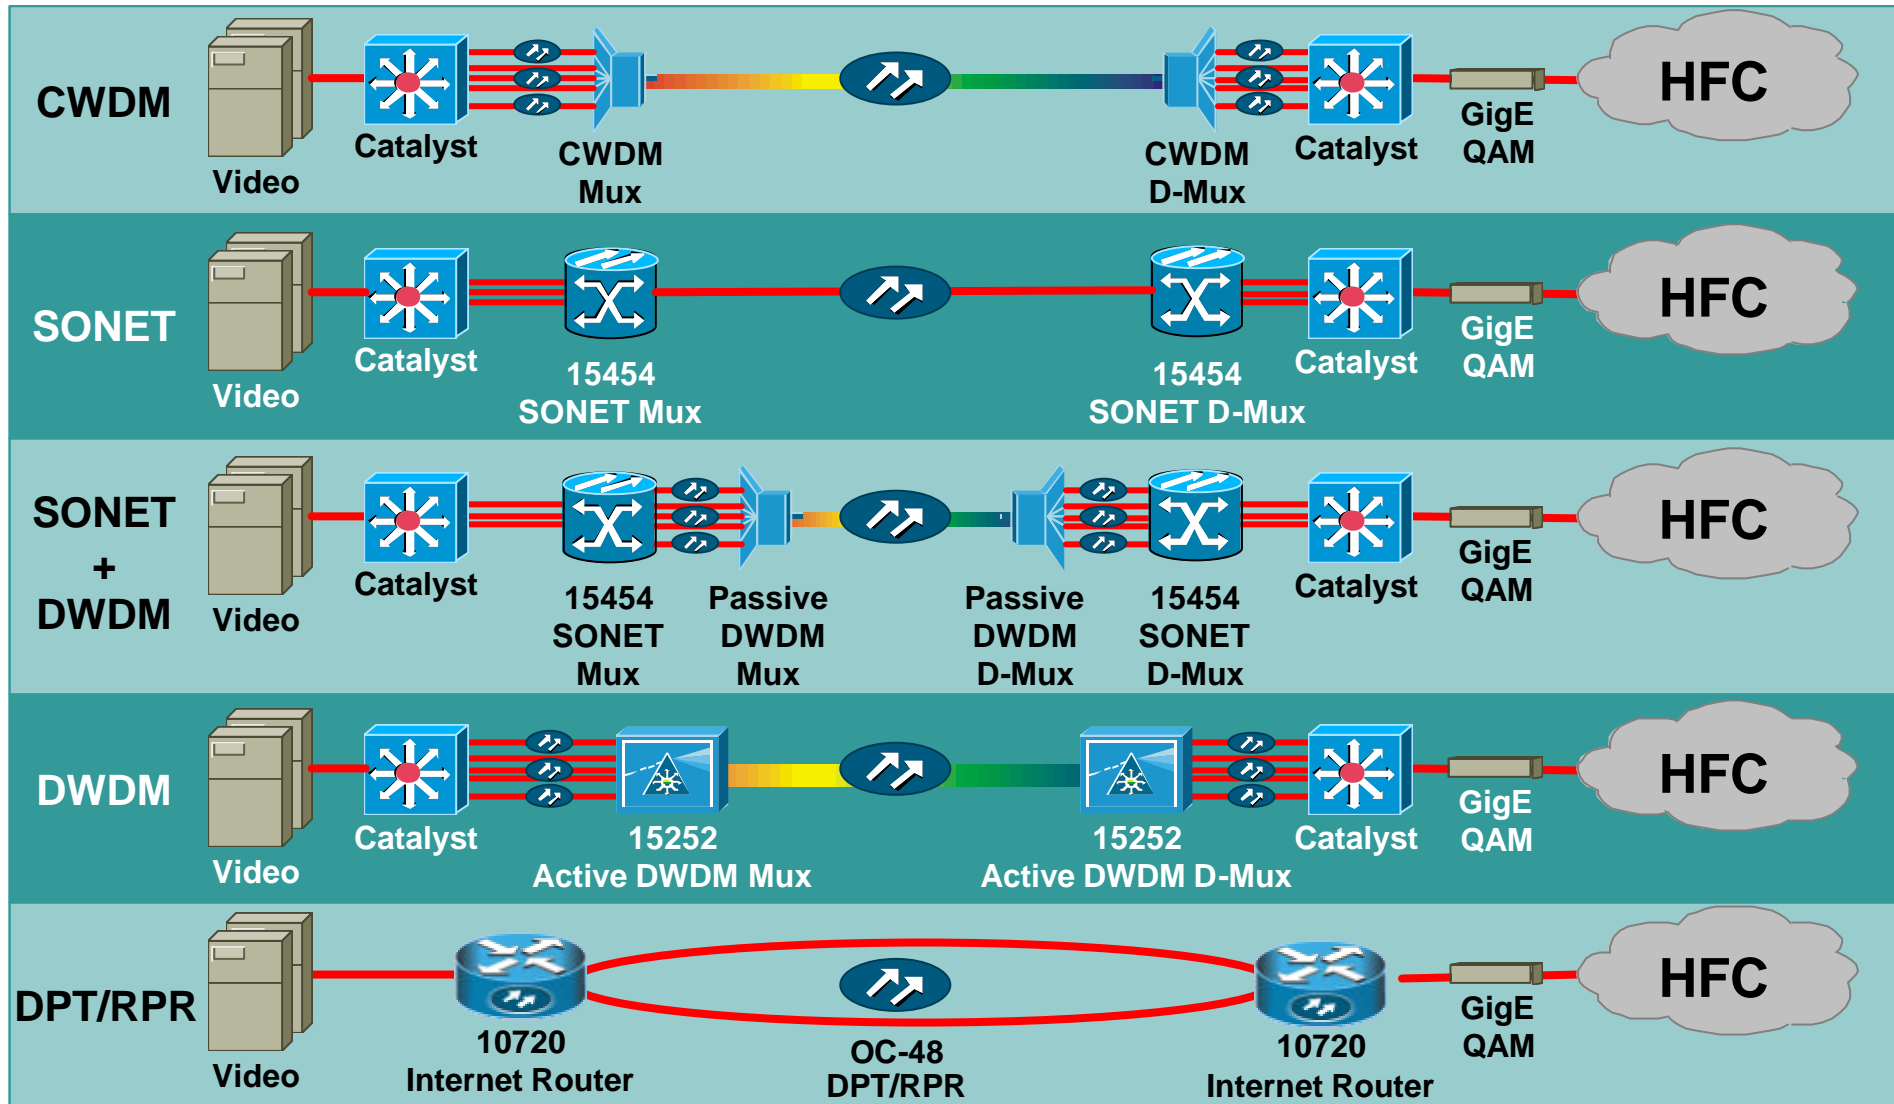 CWDM
Video
Catalyst
CWDM
Mux
CWDM
D-Mux
Catalyst
GigE
QAM
HFC
SONET
Video
Catalyst
15454
SONET Mux
15454
SONET D-Mux
Catalyst
GigE
QAM
HFC
SONET
+
DWDM
Video
Catalyst
15454
SONET
Mux
Passive
DWDM
Mux
Passive
DWDM
D-Mux
15454
SONET
D-Mux
Catalyst
GigE
QAM
HFC
DWDM
Video
Catalyst
15252
Active DWDM Mux
15252
Active DWDM D-Mux
Catalyst
GigE
QAM
HFC
DPT/RPR
Video
10720
Internet Router
OC-48
DPT/RPR
10720
Internet Router
GigE
QAM
HFC